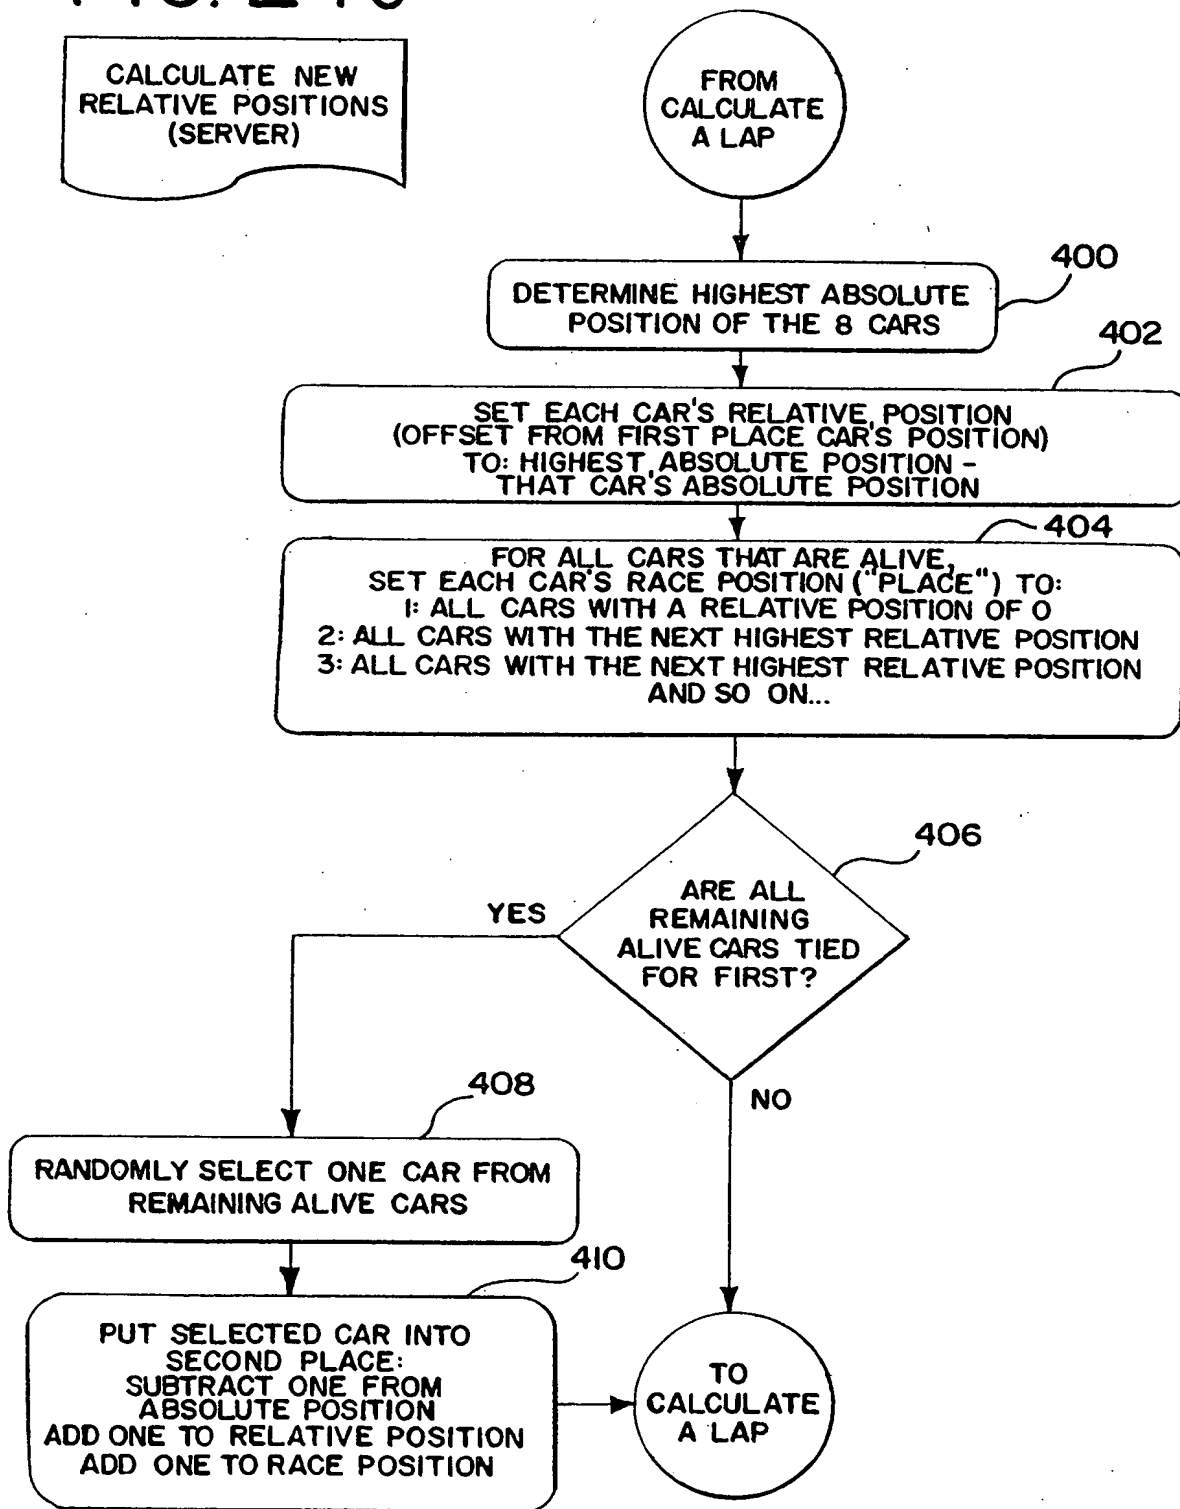 CALCULATE NEW
RELATIVE POSITIONS
(SERVER)
FROM
CALCULATE
A LAP
400
DETERMINE HIGHEST ABSOLUTE
POSITION OF THE 8 CARS
402
SET EACH CAR'S RELATIVE POSITION
(OFFSET FROM FIRST PLACE CAR'S POSITION)
TO: HIGHEST ABSOLUTE POSITION -
THAT CAR'S ABSOLUTE POSITION
404
FOR ALL CARS THAT ARE ALIVE,
SET EACH CAR'S RACE POSITION ("PLACE") TO:
1: ALL CARS WITH A RELATIVE POSITION OF 0
2: ALL CARS WITH THE NEXT HIGHEST RELATIVE POSITION
3: ALL CARS WITH THE NEXT HIGHEST RELATIVE POSITION
AND SO ON...
406
ARE ALL
REMAINING
ALIVE CARS TIED
FOR FIRST?
YES
NO
408
RANDOMLY SELECT ONE CAR FROM
REMAINING ALIVE CARS
410
PUT SELECTED CAR INTO
SECOND PLACE:
SUBTRACT ONE FROM
ABSOLUTE POSITION
ADD ONE TO RELATIVE POSITION
ADD ONE TO RACE POSITION
TO
CALCULATE
A LAP